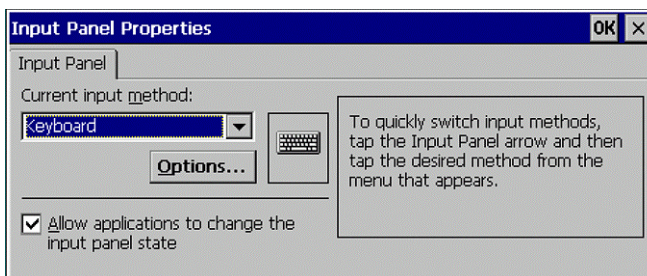 Input Panel Properties OK ×
Input Panel
Current input method:
Keyboard
Options...
To quickly switch input methods,
tap the Input Panel arrow and then
tap the desired method from the
menu that appears.
Allow applications to change the
input panel state